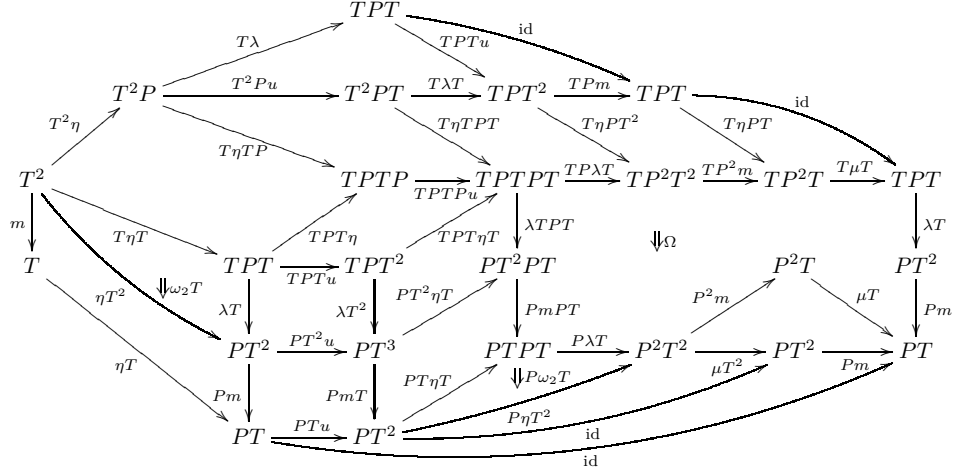 TPT
Tλ TPTu id
T²P T²Pu T²PT TλT TPT² TPm TPT id
T²η TηTP TηTPT TηPT² TηPT
T² TPTP TPTPu TPTPT TPλT TP²T² TP²m TP²T TμT TPT
m TηT TPTη TPTηT λTPT ⇓Ω λT
T ηT² ⇓ω₂T TPT TPTu TPT² PT²PT P²T PT²
λT λT² PT²ηT PmPT P²m μT Pm
ηT PT² PT²u PT³ PTPT PλT P²T² μT² PT² Pm PT
Pm PmT PTηT ⇓Pω₂T PηT²
PT PTu PT² id
id